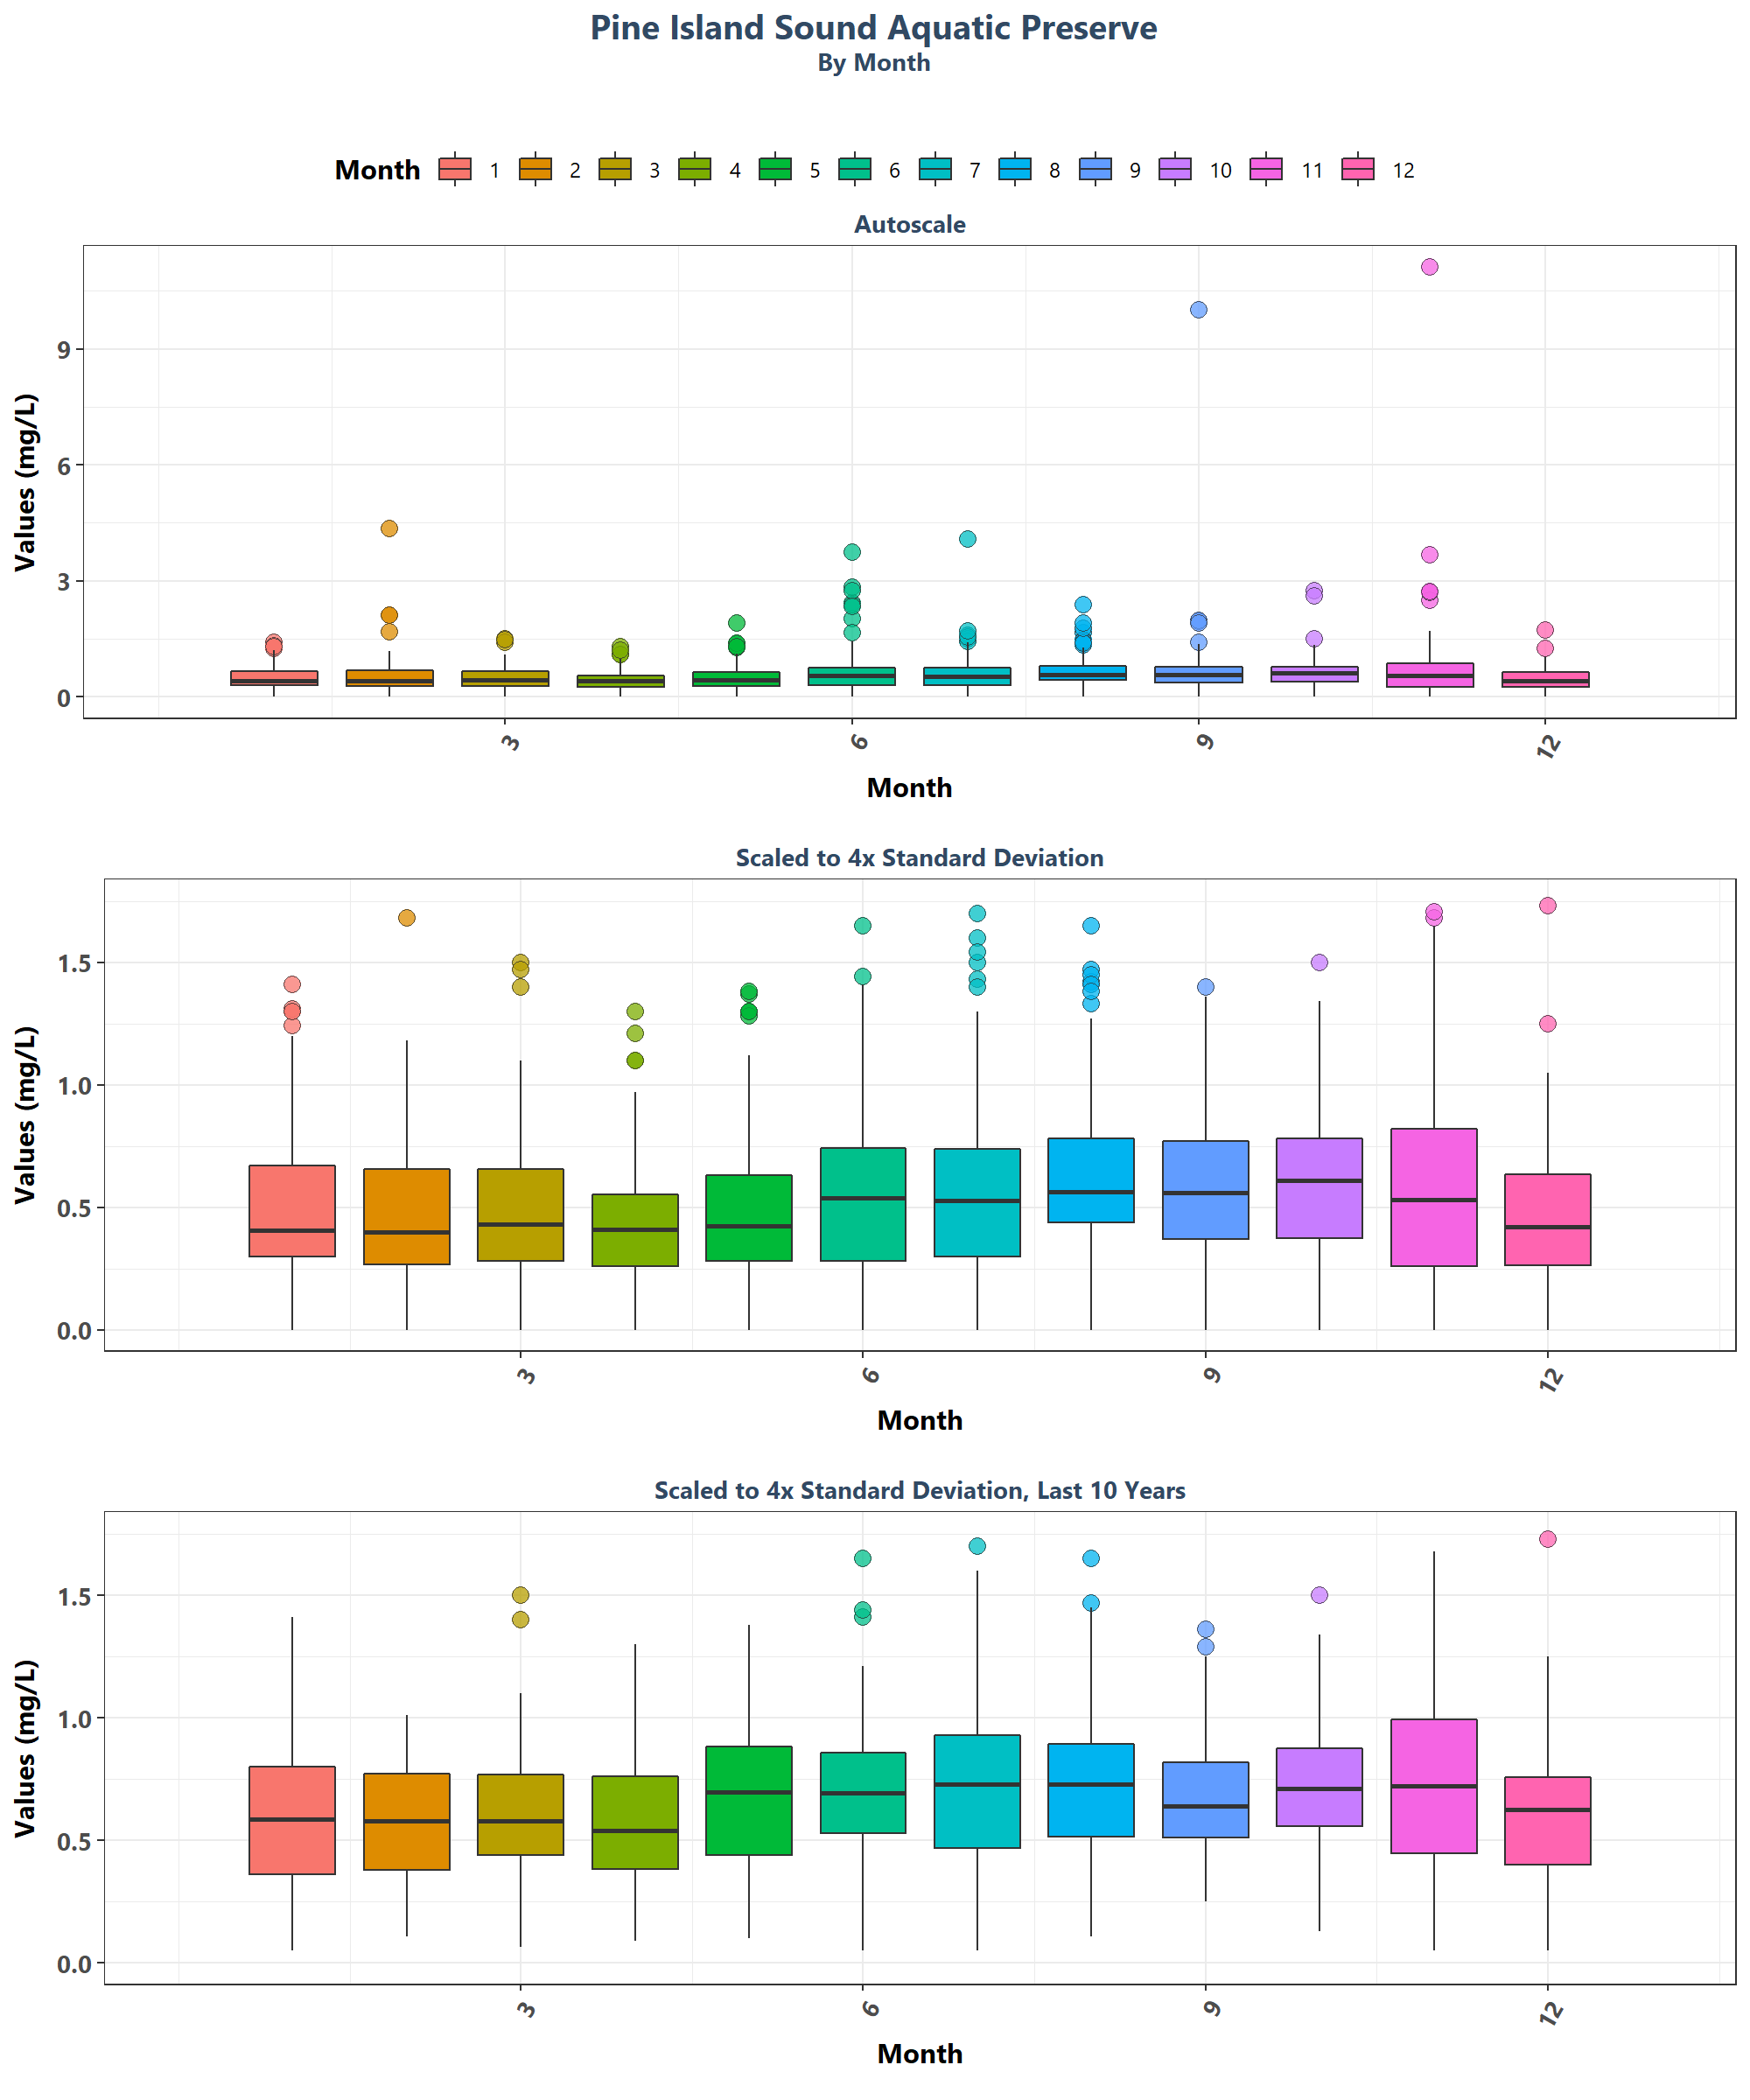 Pine Island Sound Aquatic Preserve
By Month
Month 1 2 3 4 5 6 7 8 9 10 11 12
Autoscale
Values (mg/L)
9
6
3
0
3 6 9 12
Month
Scaled to 4x Standard Deviation
Values (mg/L)
1.5
1.0
0.5
0.0
3 6 9 12
Month
Scaled to 4x Standard Deviation, Last 10 Years
Values (mg/L)
1.5
1.0
0.5
0.0
3 6 9 12
Month